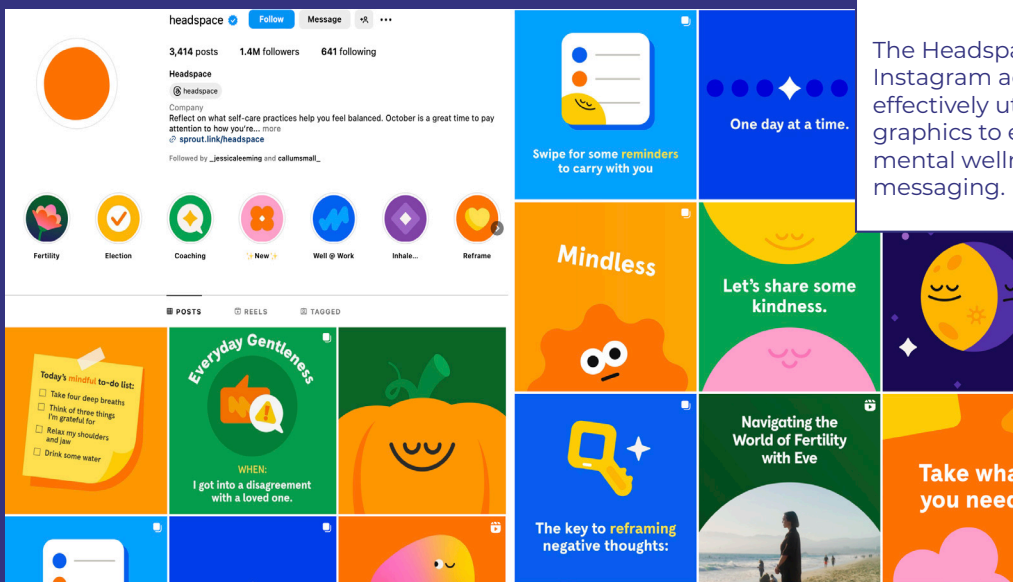 headspace
Follow
Message
3,414 posts 1.4M followers 641 following
Headspace
headspace
Company
Reflect on what self-care practices help you feel balanced. October is a great time to pay
attention to how you're... more
sprout.link/headspace
Followed by _jessicaleeming and callumsmall_
Fertility
Election
Coaching
New
Well @ Work
Inhale...
Reframe
POSTS
REELS
TAGGED
Today's mindful to-do list:
Take four deep breaths
Think of three things
I'm grateful for
Relax my shoulders
and jaw
Drink some water
Everyday Gentleness
WHEN:
I got into a disagreement
with a loved one.
Swipe for some reminders
to carry with you
One day at a time.
Mindless
Let's share some
kindness.
The key to reframing
negative thoughts:
Navigating the
World of Fertility
with Eve
Take
you need
The
Instagram
effectively
graphics to
mental
messaging.